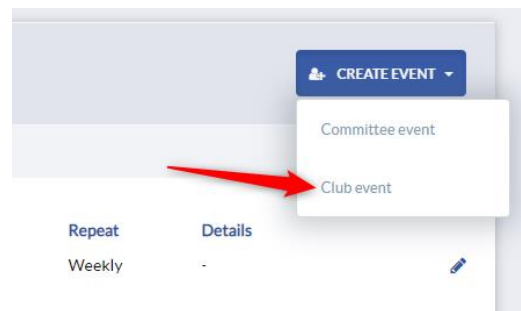 CREATE EVENT
Committee event
Club event
Repeat Details
Weekly -